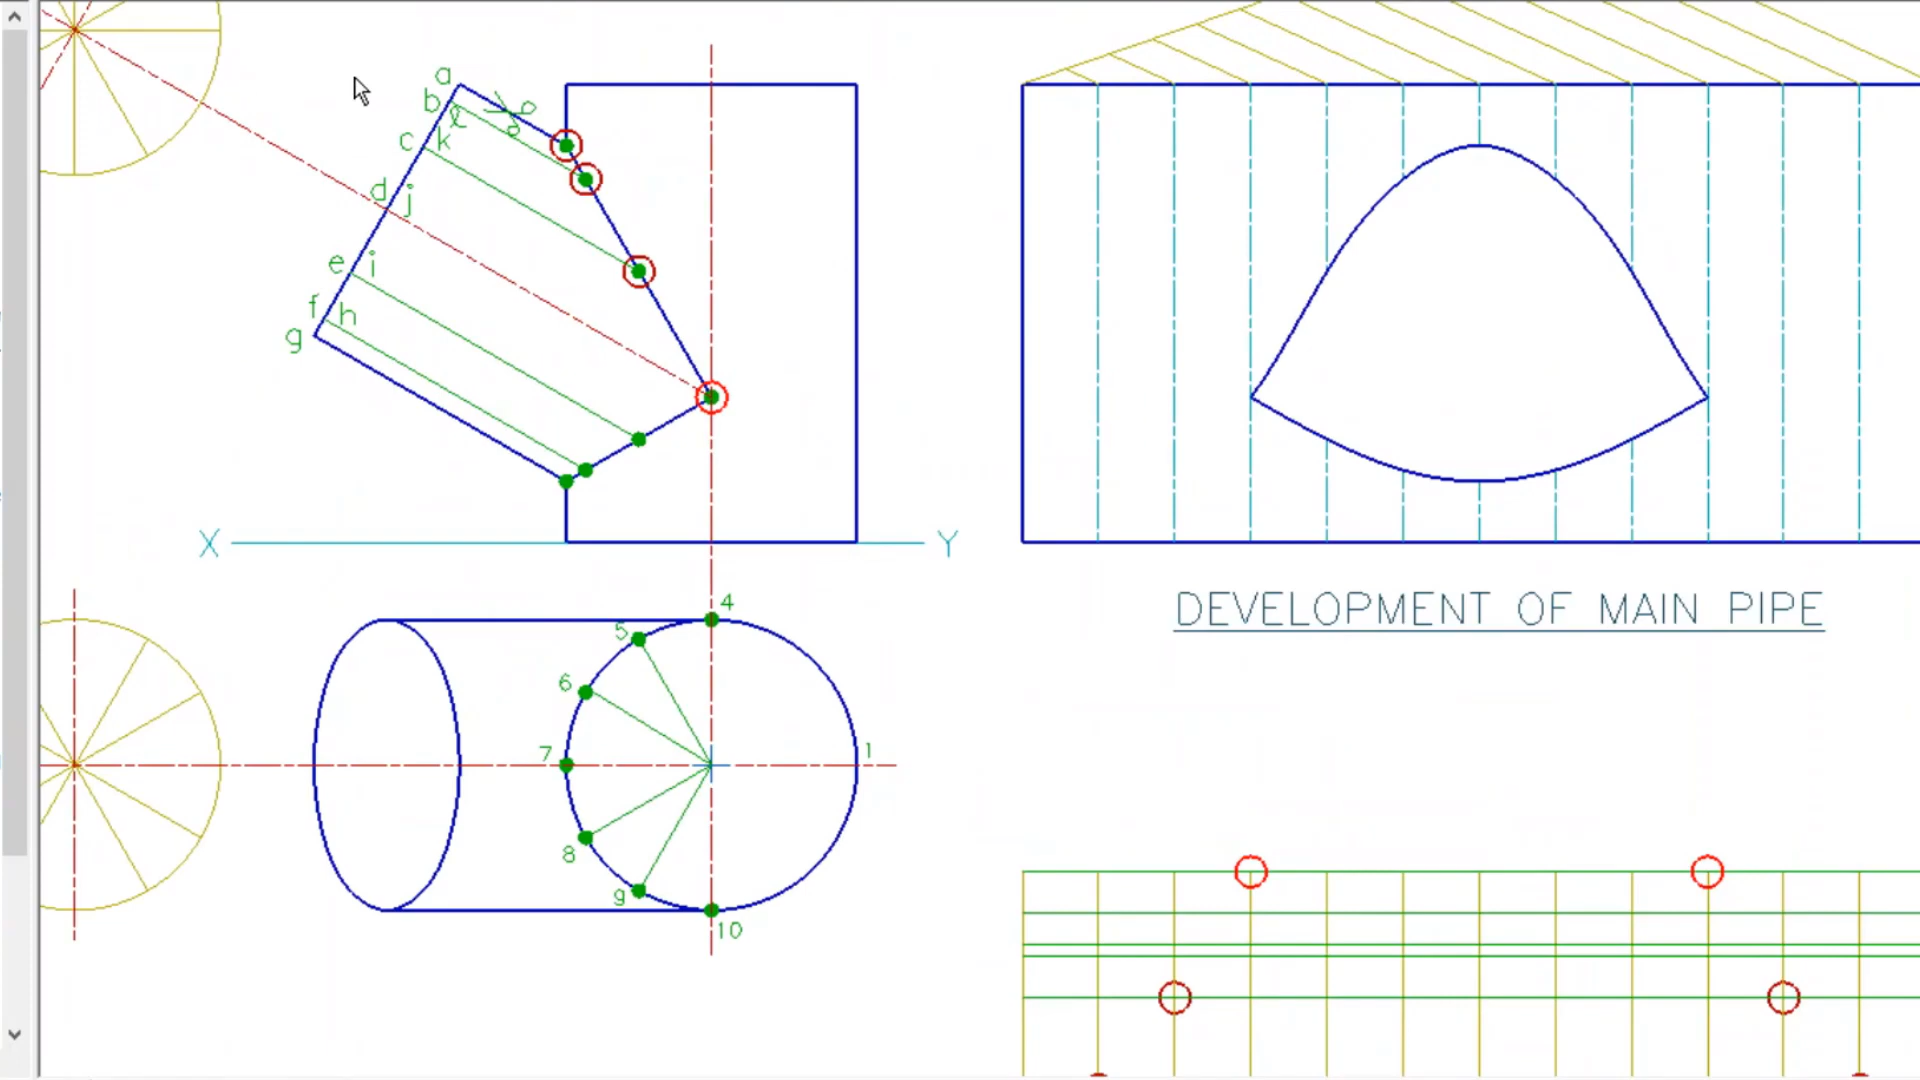 a
b l
c k
d j
e i
f h
g
X Y
DEVELOPMENT OF MAIN PIPE
4
5
6
7 1
8
9
10